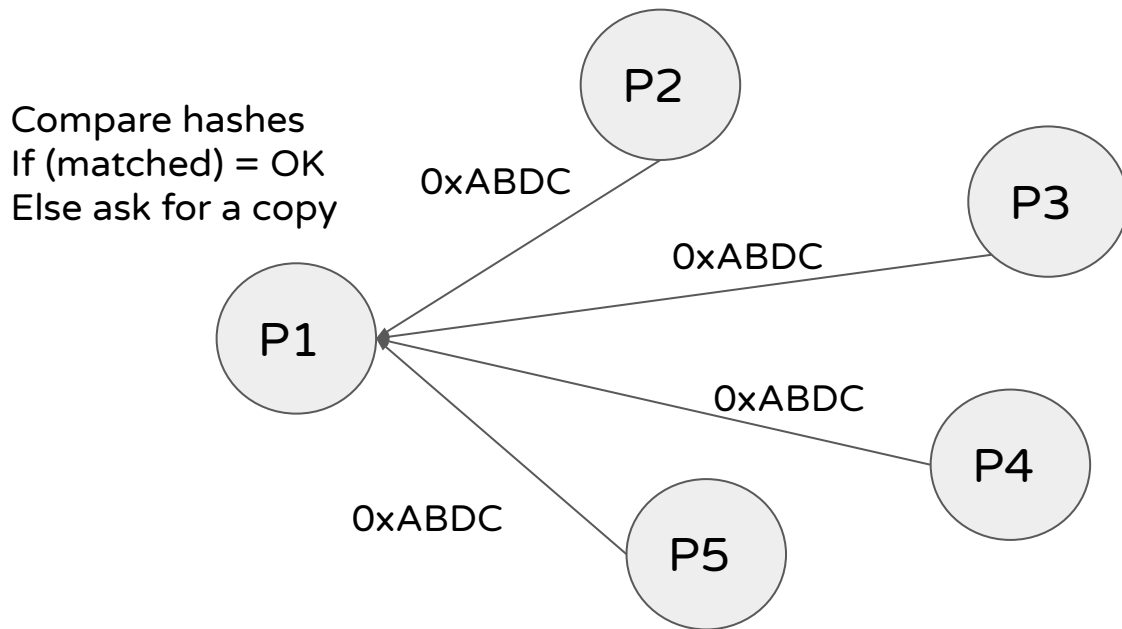 P2
Compare hashes
If (matched) = OK
Else ask for a copy
0xABDC
P3
0xABDC
P1
0xABDC
P4
0xABDC
P5